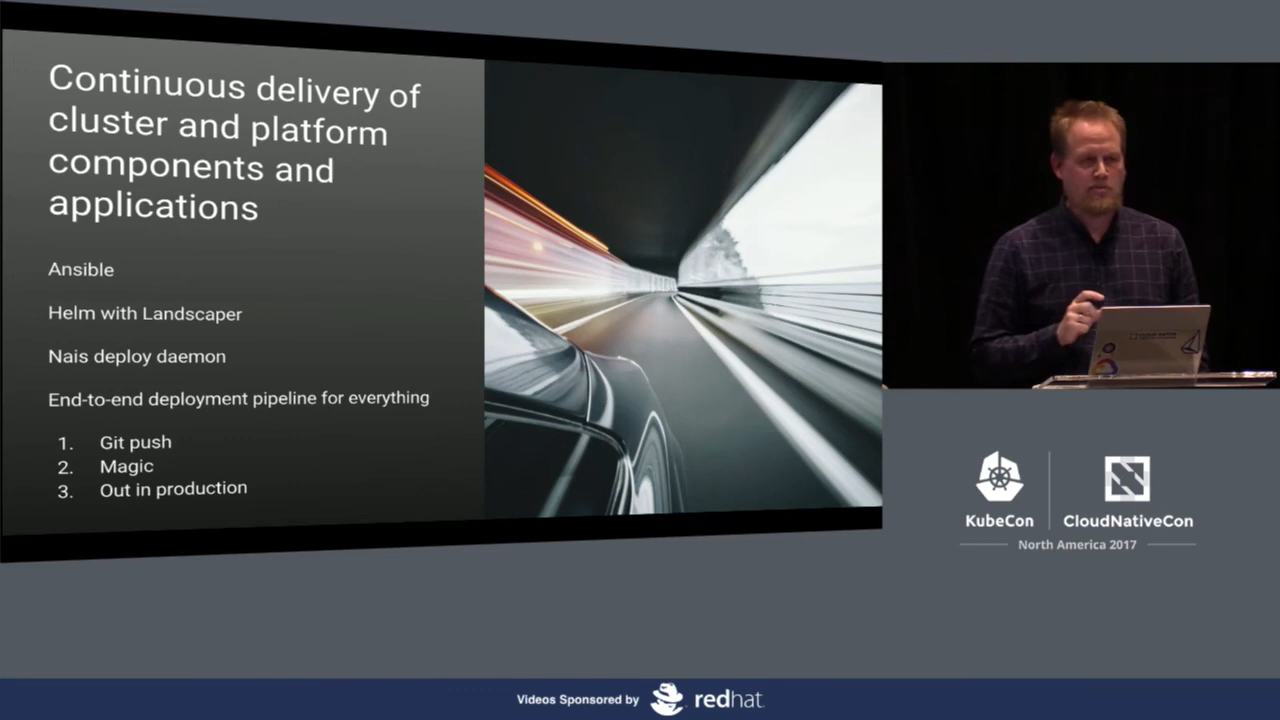 Continuous delivery of
cluster and platform
components and
applications
Ansible
Helm with Landscaper
Nais deploy daemon
End-to-end deployment pipeline for everything
1. Git push
2. Magic
3. Out in production
KubeCon
CloudNativeCon
North America 2017
Videos Sponsored by redhat.